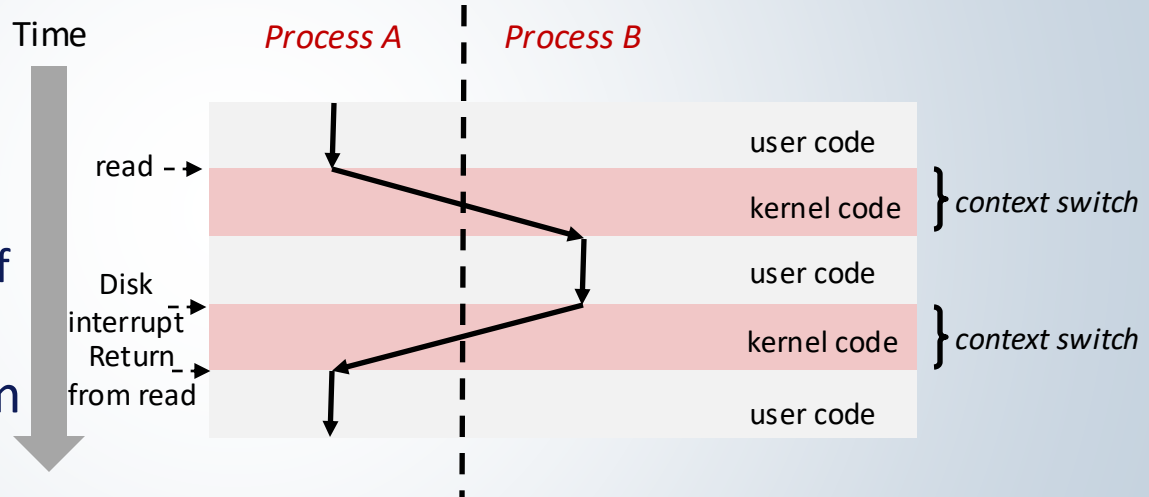 Time
Process A
Process B
user code
read
kernel code
} context switch
f
user code
Disk
interrupt
kernel code
} context switch
Return
n
from read
user code